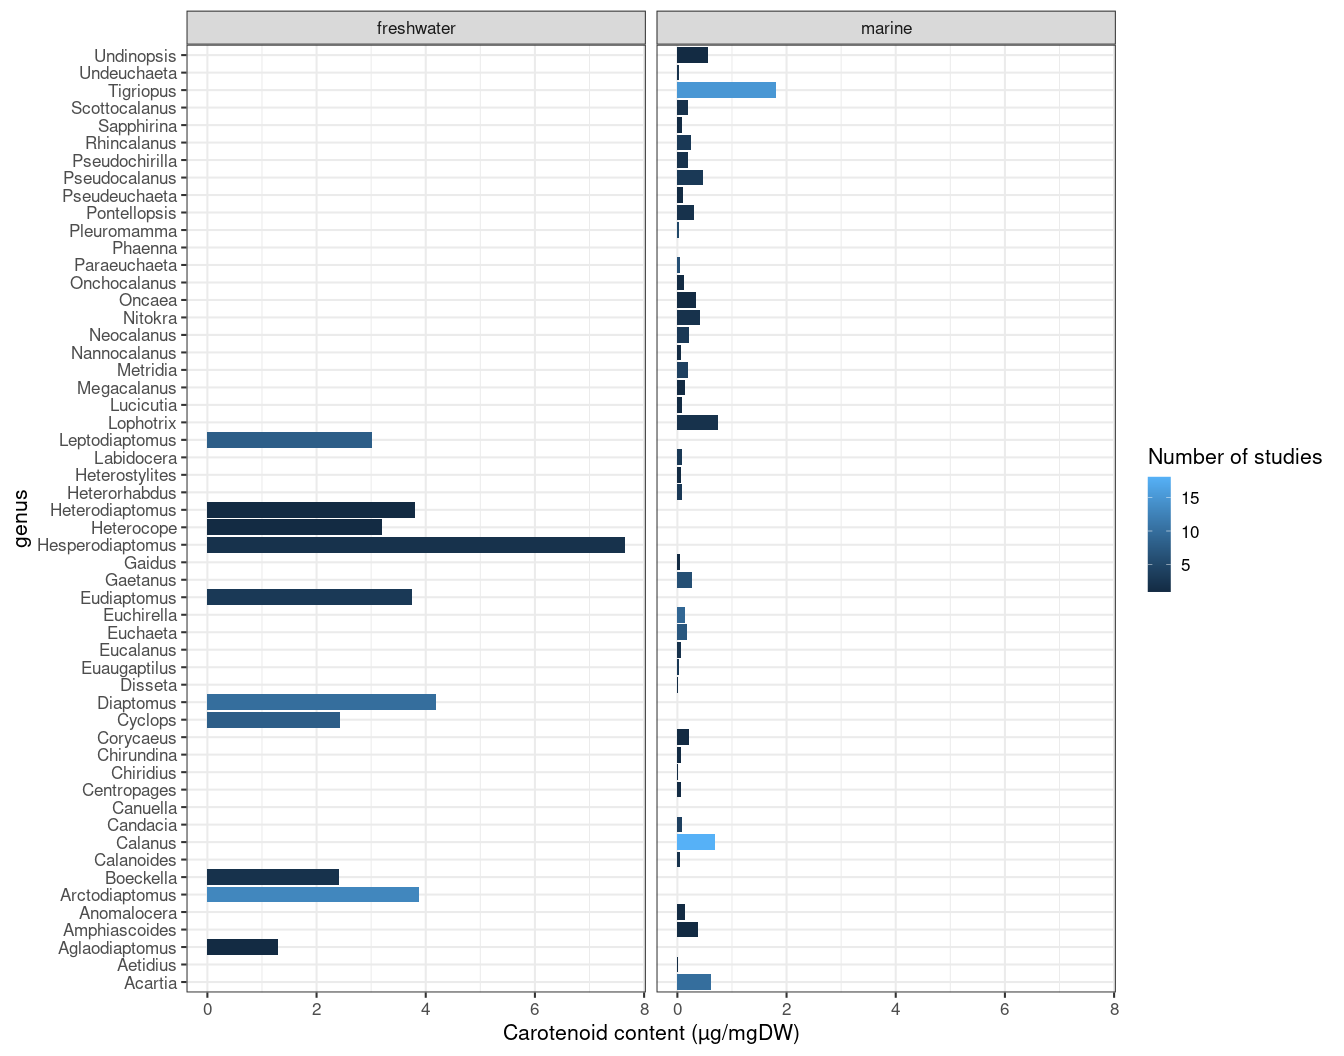 freshwater
marine
Undinopsis
Undeuchaeta
Tigriopus
Scottocalanus
Sapphirina
Rhincalanus
Pseudochirilla
Pseudocalanus
Pseudeuchaeta
Pontellopsis
Pleuromamma
Phaenna
Paraeuchaeta
Onchocalanus
Oncaea
Nitokra
Neocalanus
Nannocalanus
Metridia
Megacalanus
Lucicutia
Lophotrix
Leptodiaptomus
Labidocera
Heterostylites
Heterorhabdus
Heterodiaptomus
Heterocope
Hesperodiaptomus
Gaidus
Gaetanus
Eudiaptomus
Euchirella
Euchaeta
Eucalanus
Euaugaptilus
Disseta
Diaptomus
Cyclops
Corycaeus
Chirundina
Chiridius
Centropages
Canuella
Candacia
Calanus
Calanoides
Boeckella
Arctodiaptomus
Anomalocera
Amphiascoides
Aglaodiaptomus
Aetidius
Acartia
genus
0 2 4 6 8
0 2 4 6 8
Carotenoid content (μg/mgDW)
Number of studies
15
10
5